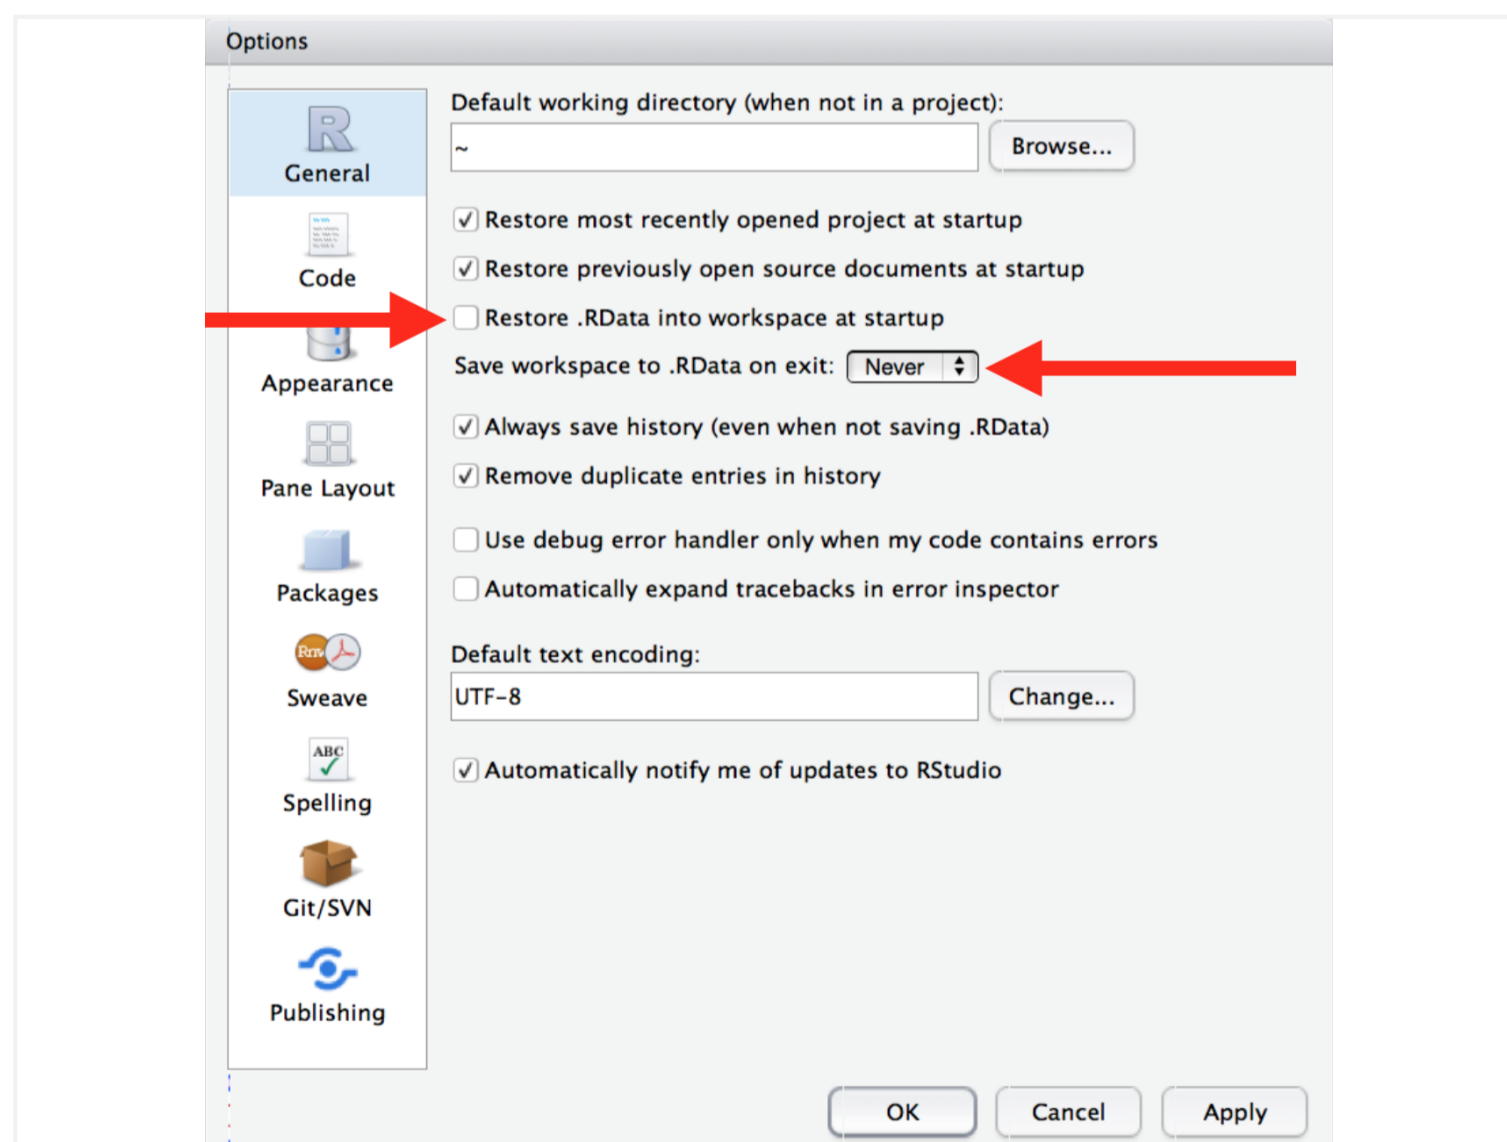 Options
General
Code
Appearance
Pane Layout
Packages
Rnw
Sweave
ABC
Spelling
Git/SVN
Publishing
Default working directory (when not in a project):
~
Browse...
Restore most recently opened project at startup
Restore previously open source documents at startup
Restore .RData into workspace at startup
Save workspace to .RData on exit: Never
Always save history (even when not saving .RData)
Remove duplicate entries in history
Use debug error handler only when my code contains errors
Automatically expand tracebacks in error inspector
Default text encoding:
UTF-8
Change...
Automatically notify me of updates to RStudio
OK Cancel Apply